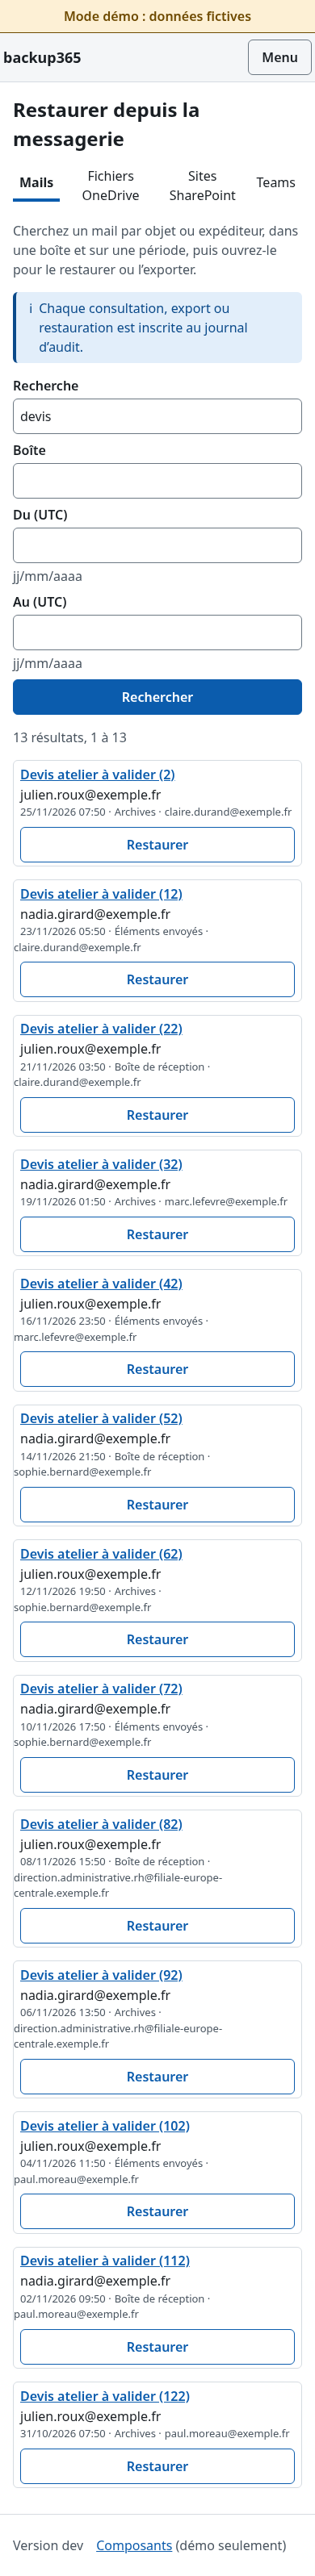 Mode démo : données fictives
backup365
Menu
Restaurer depuis la
messagerie
Mails
Fichiers
OneDrive
Sites
SharePoint
Teams
Cherchez un mail par objet ou expéditeur, dans
une boîte et sur une période, puis ouvrez-le
pour le restaurer ou l’exporter.
i Chaque consultation, export ou
restauration est inscrite au journal
d’audit.
Recherche
devis
Boîte
Du (UTC)
jj/mm/aaaa
Au (UTC)
jj/mm/aaaa
Rechercher
13 résultats, 1 à 13
Devis atelier à valider (2)
julien.roux@exemple.fr
25/11/2026 07:50 · Archives · claire.durand@exemple.fr
Restaurer
Devis atelier à valider (12)
nadia.girard@exemple.fr
23/11/2026 05:50 · Éléments envoyés ·
claire.durand@exemple.fr
Restaurer
Devis atelier à valider (22)
julien.roux@exemple.fr
21/11/2026 03:50 · Boîte de réception ·
claire.durand@exemple.fr
Restaurer
Devis atelier à valider (32)
nadia.girard@exemple.fr
19/11/2026 01:50 · Archives · marc.lefevre@exemple.fr
Restaurer
Devis atelier à valider (42)
julien.roux@exemple.fr
16/11/2026 23:50 · Éléments envoyés ·
marc.lefevre@exemple.fr
Restaurer
Devis atelier à valider (52)
nadia.girard@exemple.fr
14/11/2026 21:50 · Boîte de réception ·
sophie.bernard@exemple.fr
Restaurer
Devis atelier à valider (62)
julien.roux@exemple.fr
12/11/2026 19:50 · Archives ·
sophie.bernard@exemple.fr
Restaurer
Devis atelier à valider (72)
nadia.girard@exemple.fr
10/11/2026 17:50 · Éléments envoyés ·
sophie.bernard@exemple.fr
Restaurer
Devis atelier à valider (82)
julien.roux@exemple.fr
08/11/2026 15:50 · Boîte de réception ·
direction.administrative.rh@filiale-europe-
centrale.exemple.fr
Restaurer
Devis atelier à valider (92)
nadia.girard@exemple.fr
06/11/2026 13:50 · Archives ·
direction.administrative.rh@filiale-europe-
centrale.exemple.fr
Restaurer
Devis atelier à valider (102)
julien.roux@exemple.fr
04/11/2026 11:50 · Éléments envoyés ·
paul.moreau@exemple.fr
Restaurer
Devis atelier à valider (112)
nadia.girard@exemple.fr
02/11/2026 09:50 · Boîte de réception ·
paul.moreau@exemple.fr
Restaurer
Devis atelier à valider (122)
julien.roux@exemple.fr
31/10/2026 07:50 · Archives · paul.moreau@exemple.fr
Restaurer
Version dev Composants (démo seulement)